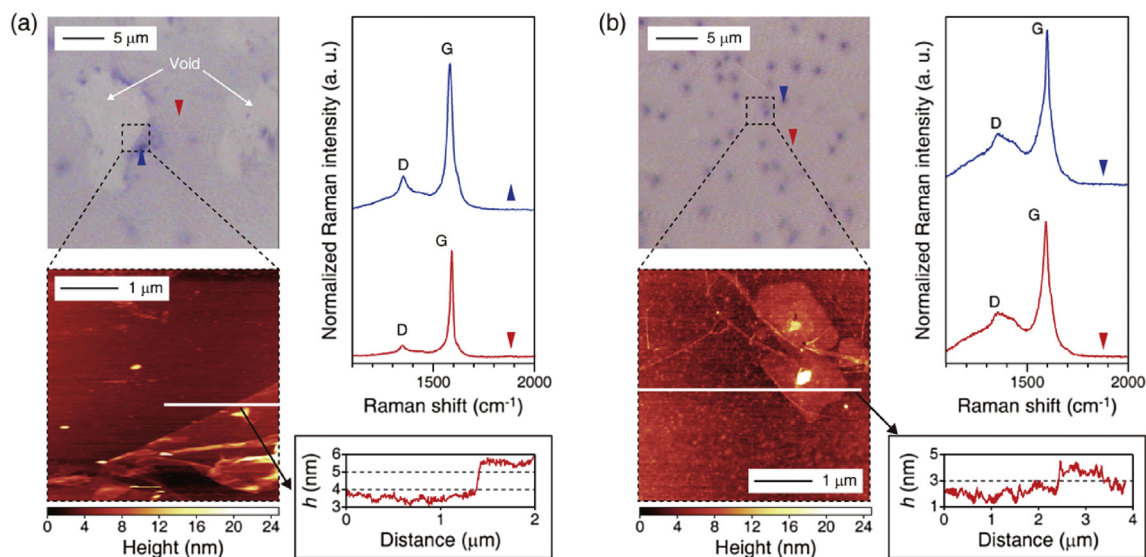 (a)
5 μm
Void
Normalized Raman intensity (a. u.)
G
D
G
D
1500
2000
Raman shift (cm-1)
1 μm
0 4 8 12 16 20 24
Height (nm)
h (nm)
6
5
4
3
0 1 2
Distance (μm)
(b)
5 μm
Normalized Raman intensity (a. u.)
G
D
G
D
1500
2000
Raman shift (cm-1)
1 μm
0 4 8 12 16 20 24
Height (nm)
h (nm)
5
3
1
0 1 2 3 4
Distance (μm)